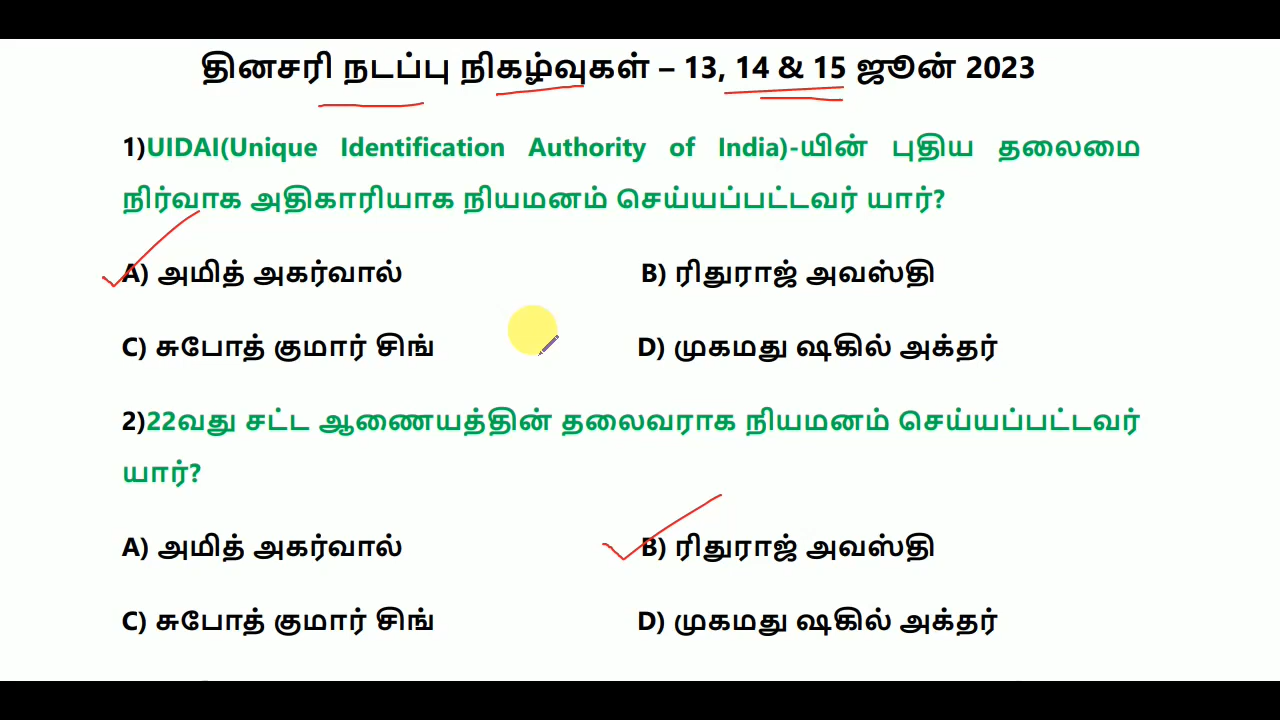 தினசரி நடப்பு நிகழ்வுகள் – 13, 14 & 15 ஜூன் 2023
1)UIDAI(Unique Identification Authority of India)-யின் புதிய தலைமை
நிர்வாக அதிகாரியாக நியமனம் செய்யப்பட்டவர் யார்?
A) அமித் அகர்வால் B) ரிதுராஜ் அவஸ்தி
C) சுபோத் குமார் சிங் D) முகமது ஷகில் அக்தர்
2)22வது சட்ட ஆணையத்தின் தலைவராக நியமனம் செய்யப்பட்டவர்
யார்?
A) அமித் அகர்வால் B) ரிதுராஜ் அவஸ்தி
C) சுபோத் குமார் சிங் D) முகமது ஷகில் அக்தர்